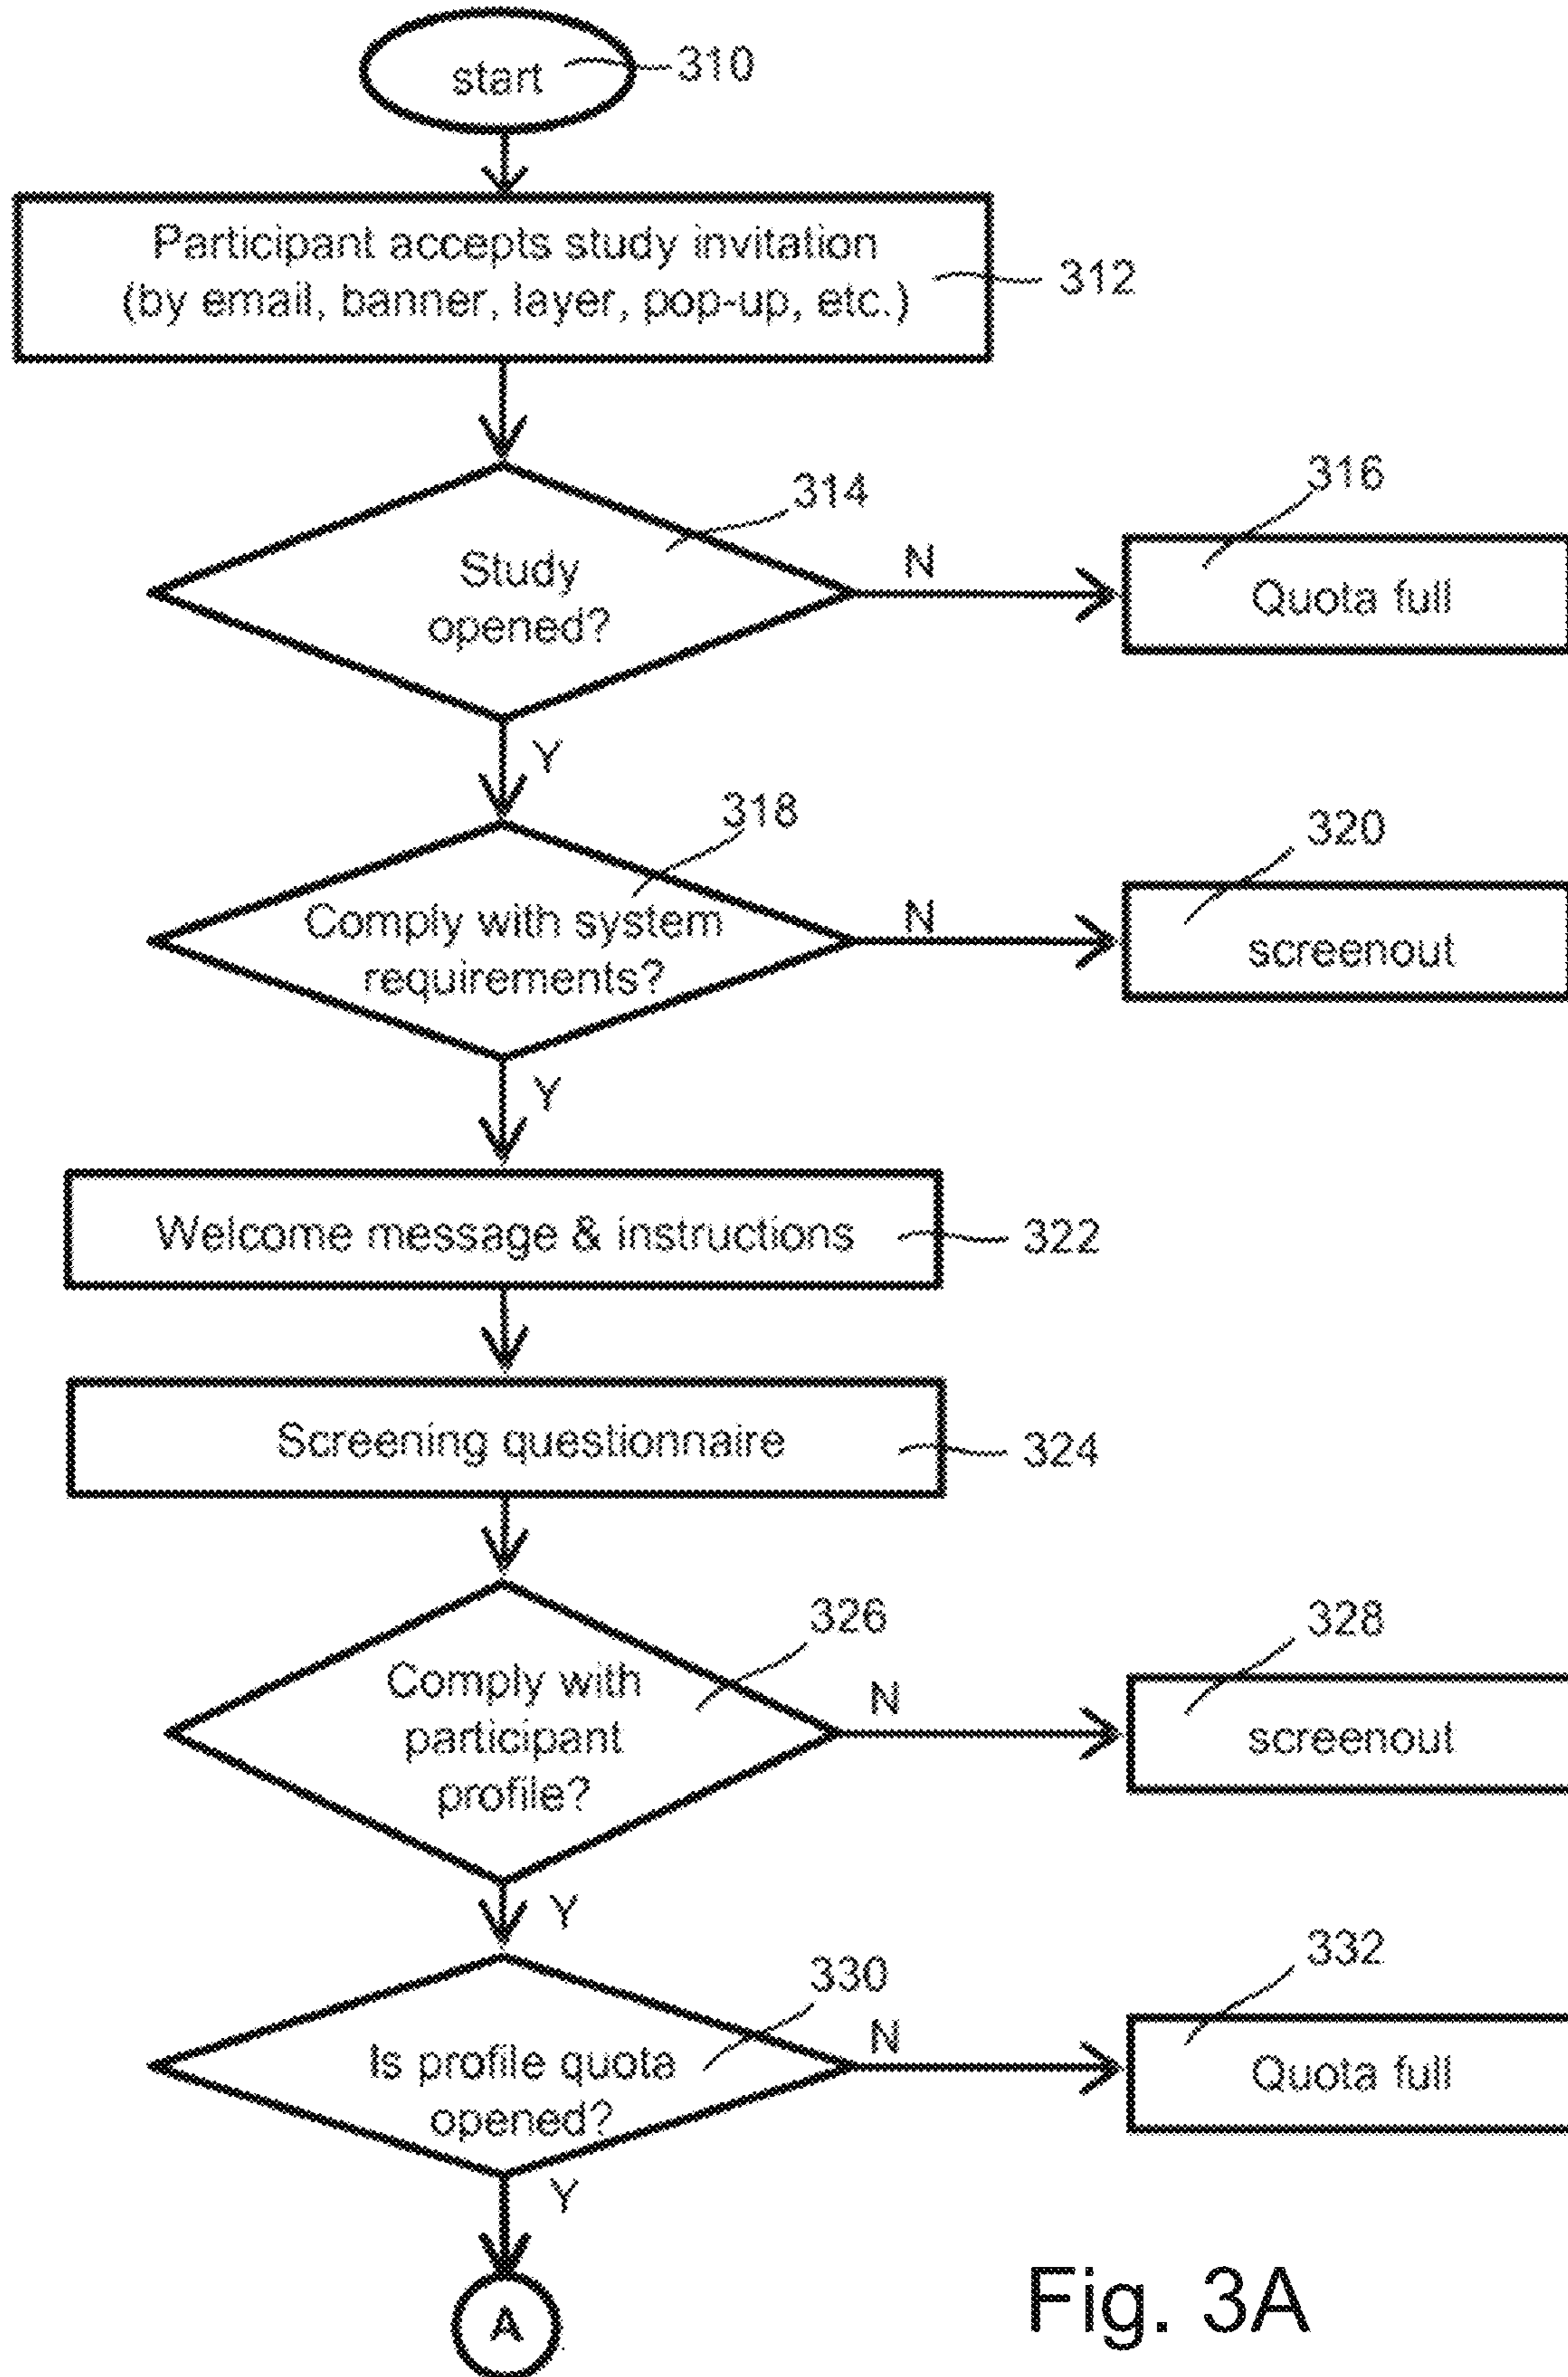 start
310
Participant accepts study invitation
(by email, banner, layer, pop-up, etc.)
312
314
Study
opened?
N
316
Quota full
Y
318
Comply with system
requirements?
N
320
screenout
Y
Welcome message & instructions
322
Screening questionnaire
324
326
Comply with
participant
profile?
N
328
screenout
Y
330
Is profile quota
opened?
N
332
Quota full
Y
A
Fig. 3A